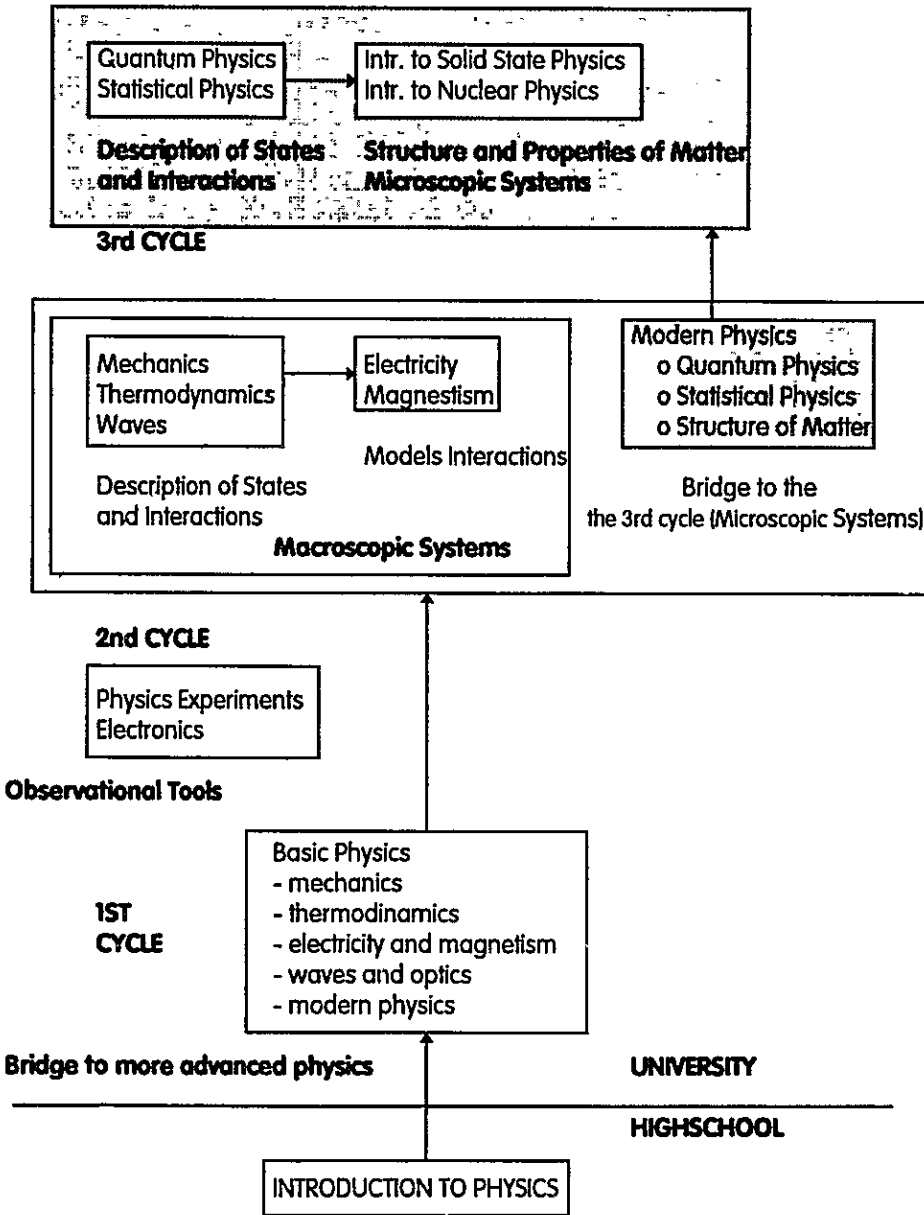 Quantum Physics
Statistical Physics
Intr. to Solid State Physics
Intr. to Nuclear Physics
Description of States
and Interactions
Structure and Properties of Matter
Microscopic Systems
3rd CYCLE
Mechanics
Thermodynamics
Waves
Electricity
Magnestism
Models Interactions
Description of States
and Interactions
Macroscopic Systems
Modern Physics
o Quantum Physics
o Statistical Physics
o Structure of Matter
Bridge to the
the 3rd cycle (Microscopic Systems)
2nd CYCLE
Physics Experiments
Electronics
Observational Tools
1ST
CYCLE
Basic Physics
- mechanics
- thermodinamics
- electricity and magnetism
- waves and optics
- modern physics
Bridge to more advanced physics
UNIVERSITY
HIGHSCHOOL
INTRODUCTION TO PHYSICS